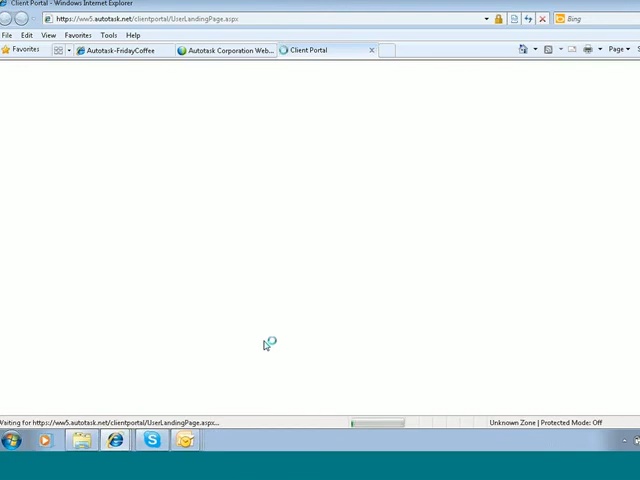 Client Portal - Windows Internet Explorer
https://ww5.autotask.net/clientportal/UserLandingPage.aspx
Bing
File Edit View Favorites Tools Help
Favorites
Autotask-FridayCoffee
Autotask Corporation Web...
Client Portal
Page
Waiting for https://ww5.autotask.net/clientportal/UserLandingPage.aspx...
Unknown Zone | Protected Mode: Off